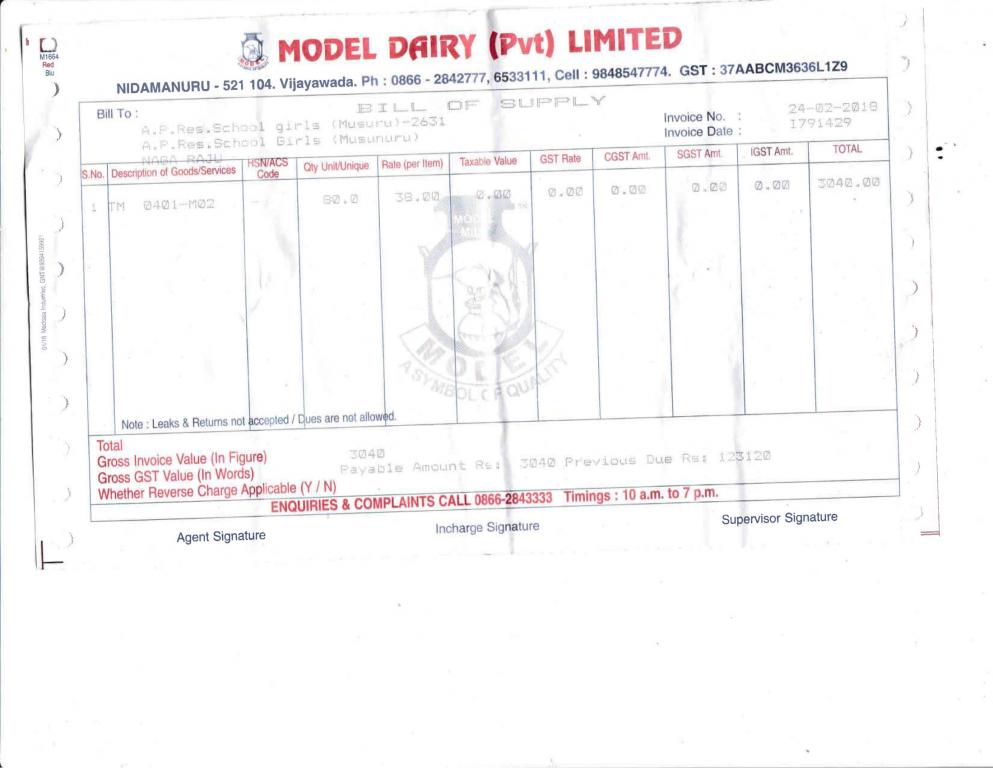 M1664
Red
Blu
MODEL DAIRY (Pvt) LIMITED
NIDAMANURU - 521 104. Vijayawada. Ph : 0866 - 2842777, 6533111, Cell : 9848547774. GST : 37AABCM3636L1Z9
BILL OF SUPPLY
Bill To :
A.P.Res.School girls (Musuru)-2631
A.P.Res.School Girls (Musunuru)
NAGA RAJU
Invoice No. : 24-02-2018
Invoice Date : I791429
S.No. Description of Goods/Services HSN/ACS Code Qty Unit/Unique Rate (per Item) Taxable Value GST Rate CGST Amt. SGST Amt. IGST Amt. TOTAL
1 TM 0401-M02 - 80.0 38.00 0.00 0.00 0.00 0.00 0.00 3040.00
MODEL
MILK
MODEL
A SYMBOL OF QUALITY
Note : Leaks & Returns not accepted / Dues are not allowed.
Total
Gross Invoice Value (In Figure) 3040
Gross GST Value (In Words) Payable Amount Rs: 3040 Previous Due Rs: 123120
Whether Reverse Charge Applicable (Y / N)
ENQUIRIES & COMPLAINTS CALL 0866-2843333 Timings : 10 a.m. to 7 p.m.
Agent Signature Incharge Signature Supervisor Signature